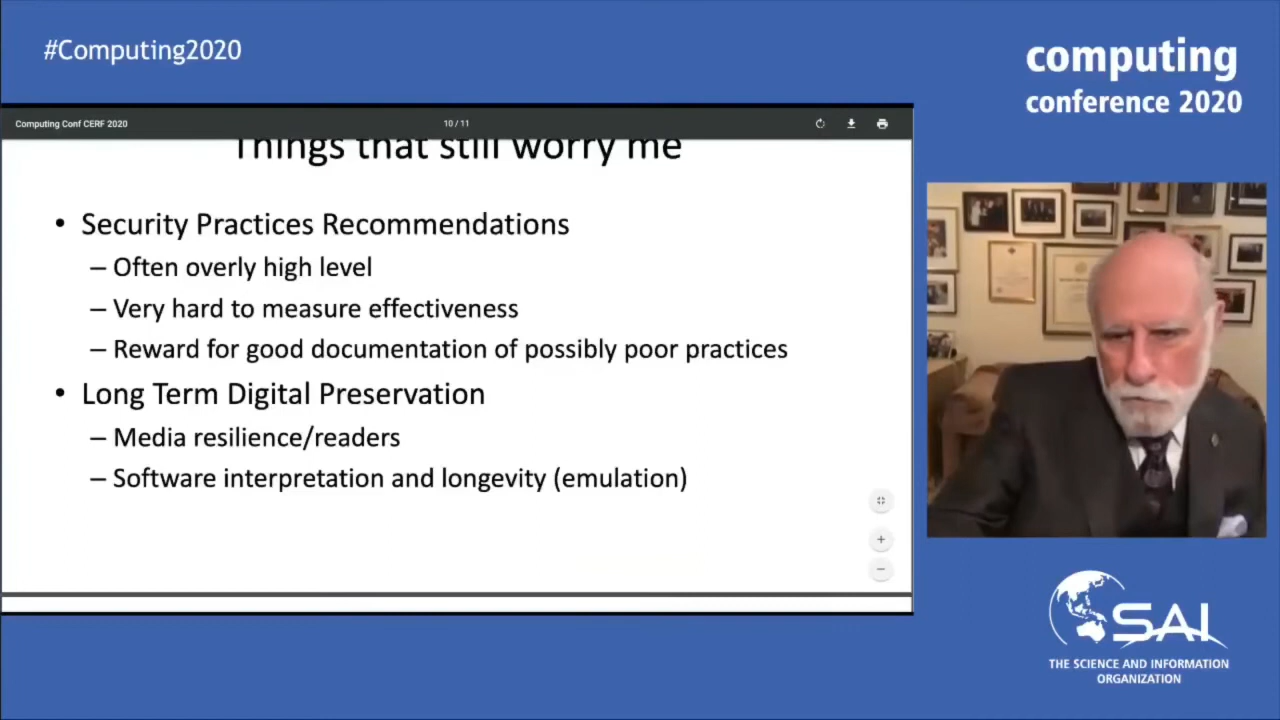 #Computing2020
computing
conference 2020
Computing Conf CERF 2020
10 / 11
Things that still worry me
• Security Practices Recommendations
– Often overly high level
– Very hard to measure effectiveness
– Reward for good documentation of possibly poor practices
• Long Term Digital Preservation
– Media resilience/readers
– Software interpretation and longevity (emulation)
SAI
THE SCIENCE AND INFORMATION
ORGANIZATION